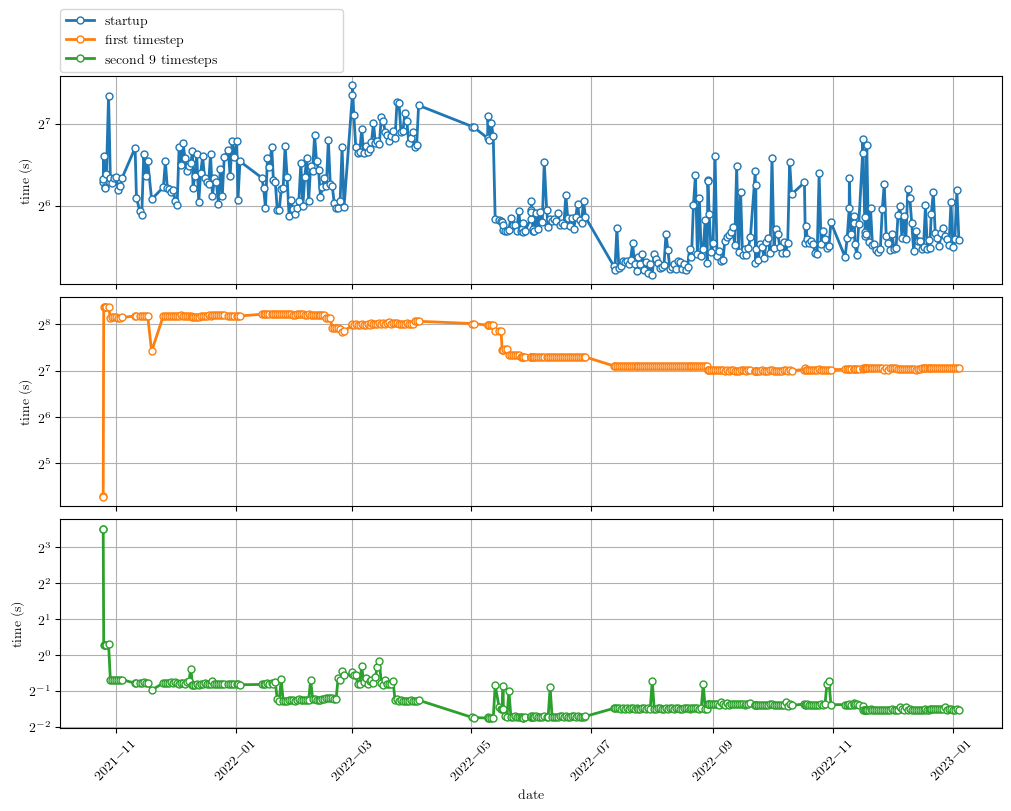 startup
first timestep
second 9 timesteps
2^7
2^6
time (s)
2^8
2^7
2^6
2^5
time (s)
2^3
2^2
2^1
2^0
2^−1
2^−2
time (s)
2021−11
2022−01
2022−03
2022−05
2022−07
2022−09
2022−11
2023−01
date